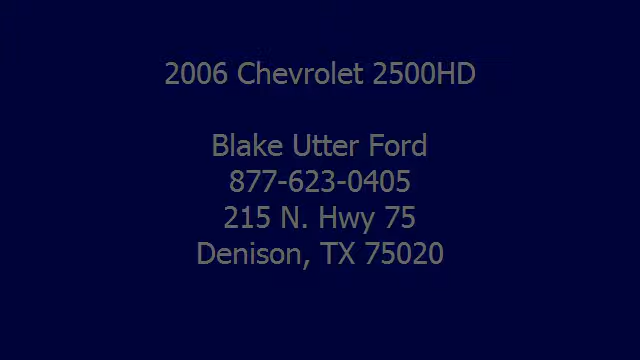 2006 Chevrolet 2500HD
Blake Utter Ford
877-623-0405
215 N. Hwy 75
Denison, TX 75020